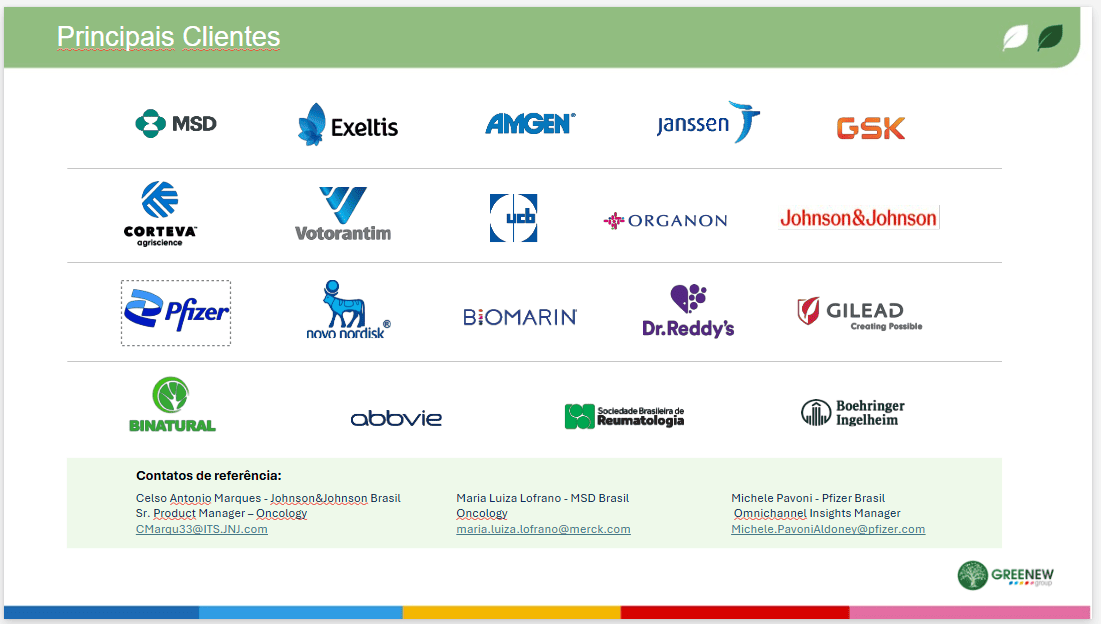 Principais Clientes
MSD
Exeltis
AMGEN®
janssen
GSK
CORTEVA™
agriscience
Votorantim
ucb
ORGANON
Johnson&Johnson
Pfizer
novo nordisk®
BIOMARIN
Dr.Reddy's
GILEAD
Creating Possible
BINATURAL
abbvie
Sociedade Brasileira de
Reumatologia
Boehringer
Ingelheim
Contatos de referência:
Celso Antonio Marques - Johnson&Johnson Brasil
Sr. Product Manager – Oncology
CMarqu33@ITS.JNJ.com
Maria Luiza Lofrano - MSD Brasil
Oncology
maria.luiza.lofrano@merck.com
Michele Pavoni - Pfizer Brasil
Omnichannel Insights Manager
Michele.PavoniAldoney@pfizer.com
GREENEW
group